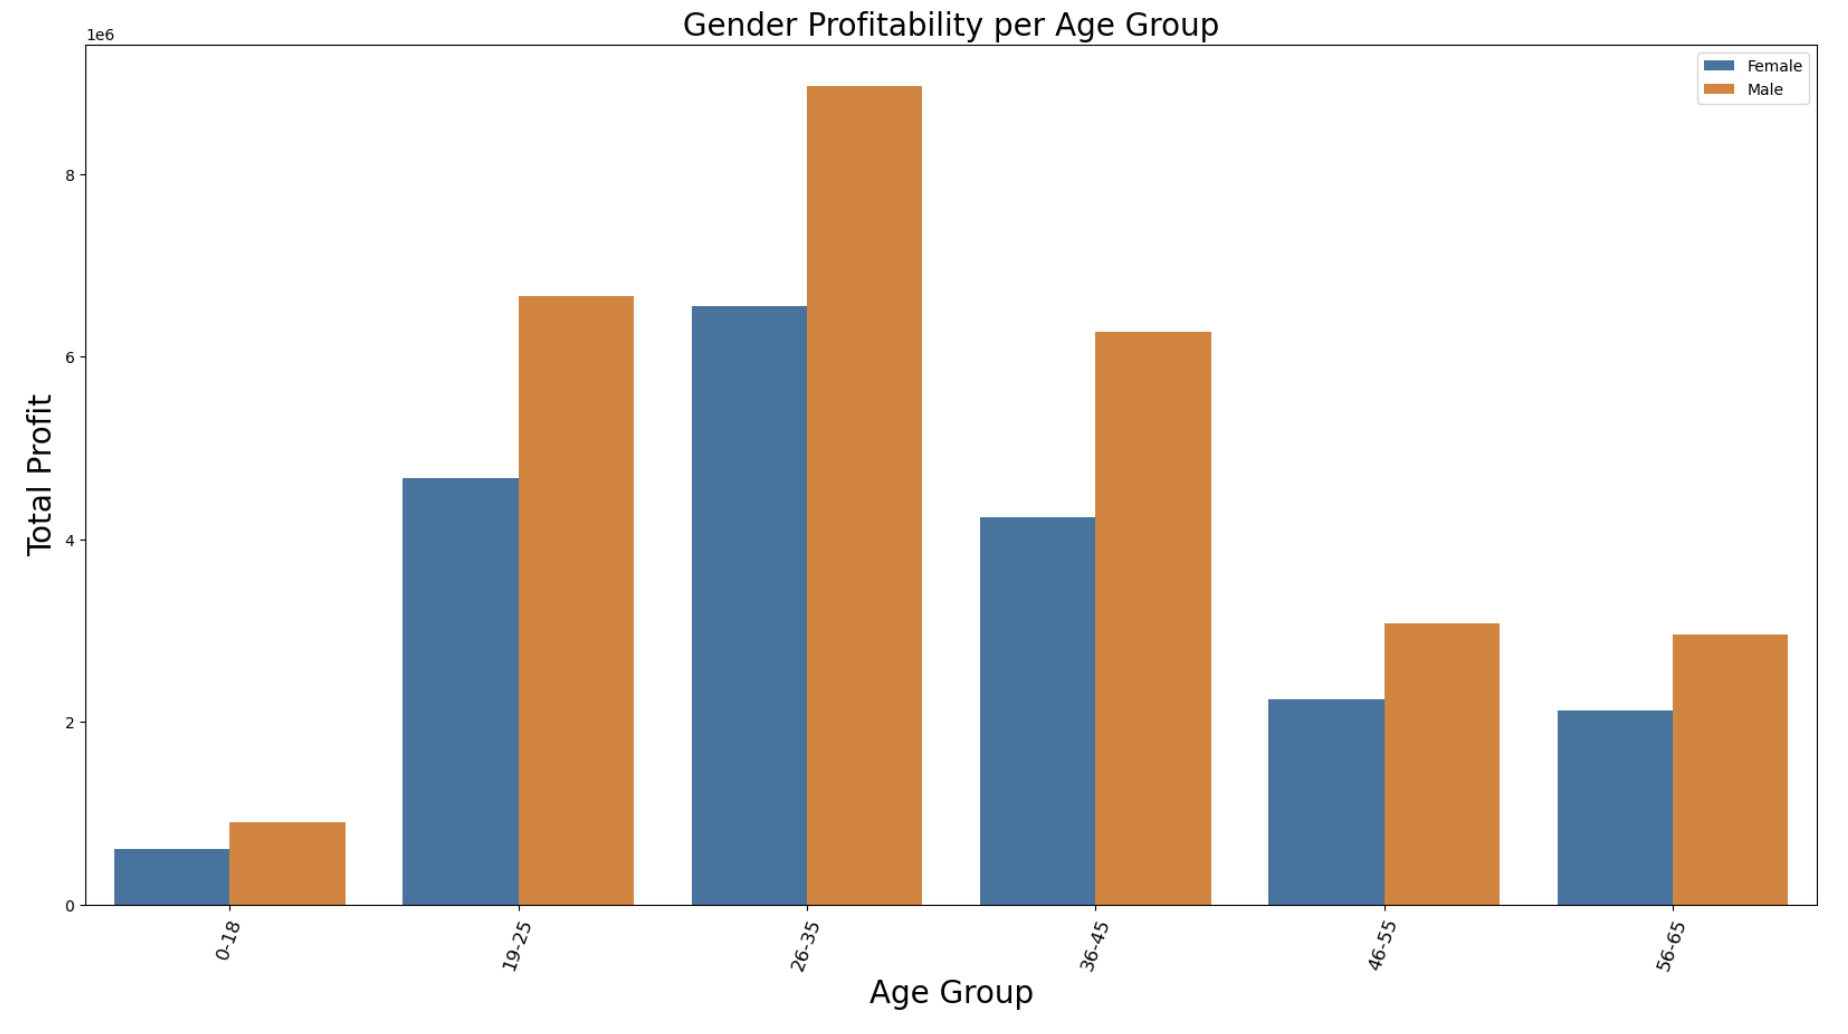 Gender Profitability per Age Group
1e6
Female
Male
8
6
4
2
0
Total Profit
0-18
19-25
26-35
36-45
46-55
56-65
Age Group